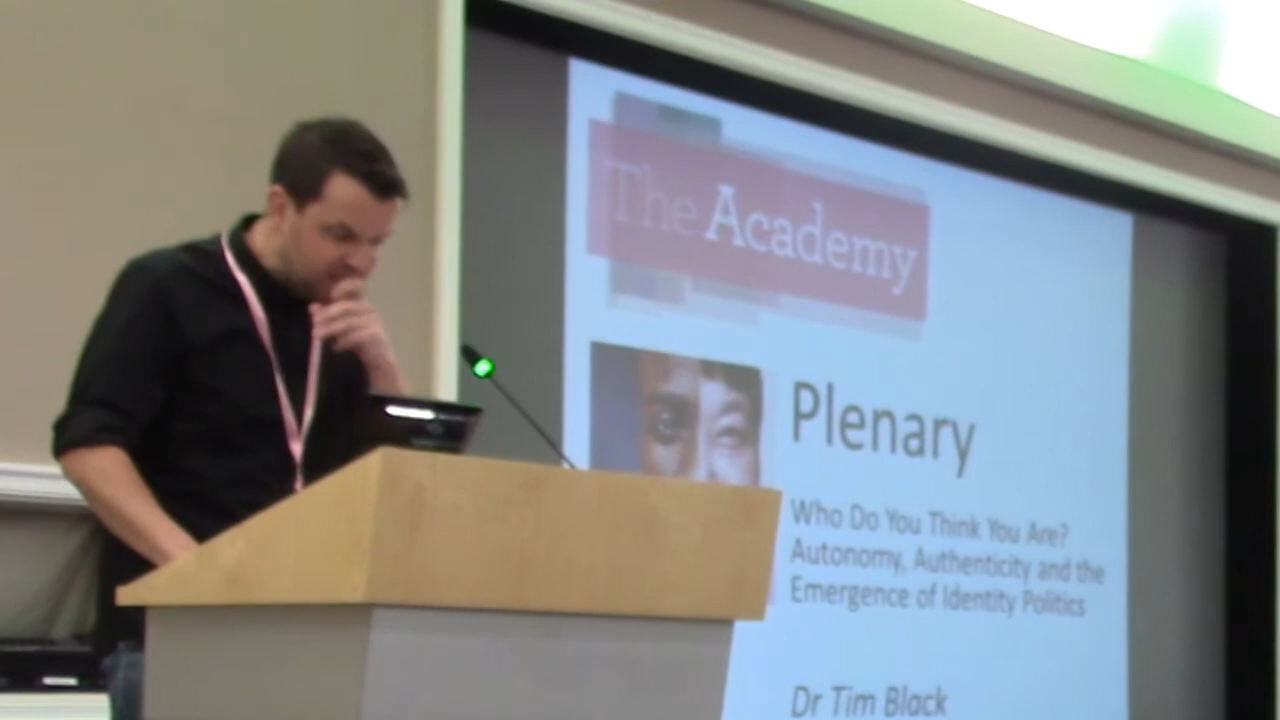 The Academy
Plenary
Who Do You Think You Are?
Autonomy, Authenticity and the
Emergence of Identity Politics
Dr Tim Black